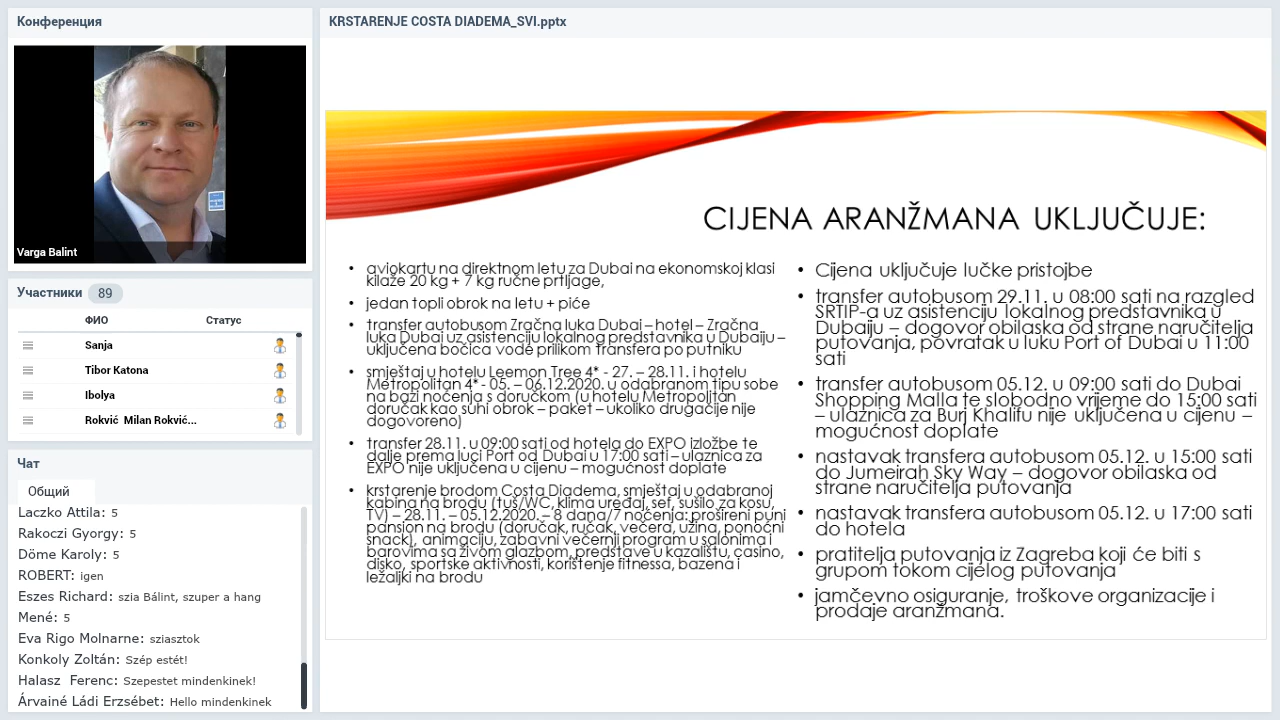 Конференция
Varga Balint
Участники 89
ФИО Статус
Sanja
Tibor Katona
Ibolya
Rokvić Milan Rokvić...
Чат
Общий
Laczko Attila: 5
Rakoczi Gyorgy: 5
Döme Karoly: 5
ROBERT: igen
Eszes Richard: szia Bálint, szuper a hang
Mené: 5
Eva Rigo Molnarne: sziasztok
Konkoly Zoltán: Szép estét!
Halasz Ferenc: Szepestet mindenkinek!
Árvainé Ládi Erzsébet: Hello mindenkinek
KRSTARENJE COSTA DIADEMA_SVI.pptx
CIJENA ARANŽMANA UKLJUČUJE:
• aviokartu na direktnom letu za Dubai na ekonomskoj klasi
kilaže 20 kg + 7 kg ručne prtljage,
• jedan topli obrok na letu + piće
• transfer autobusom Zračna luka Dubai – hotel – Zračna
luka Dubai uz asistenciju lokalnog predstavnika u Dubaiju –
uključena bočica vode prilikom transfera po putniku
• smještaj u hotelu Leemon Tree 4* - 27. – 28.11. i hotelu
Metropolitan 4* - 05. – 06.12.2020. u odabranom tipu sobe
na bazi noćenja s doručkom (u hotelu Metropolitan
doručak kao suhi obrok – paket – ukoliko drugačije nije
dogovoreno)
• transfer 28.11. u 09:00 sati od hotela do EXPO izložbe te
dalje prema luci Port od Dubai u 17:00 sati – ulaznica za
EXPO nije uključena u cijenu – mogućnost doplate
• krstarenje brodom Costa Diadema, smještaj u odabranoj
kabina na brodu (tuš/WC, klima uređaj, sef, sušilo za kosu,
TV) – 28.11. – 05.12.2020. – 8 dana/7 noćenja: prošireni puni
pansion na brodu (doručak, ručak, večera, užina, ponoćni
snack), animaciju, zabavni večernji program u salonima i
barovima sa živom glazbom, predstave u kazalištu, casino,
disko, sportske aktivnosti, korištenje fitnessa, bazena i
ležaljki na brodu
• Cijena uključuje lučke pristojbe
• transfer autobusom 29.11. u 08:00 sati na razgled
SRTIP-a uz asistenciju lokalnog predstavnika u
Dubaiju – dogovor obilaska od strane naručitelja
putovanja, povratak u luku Port of Dubai u 11:00
sati
• transfer autobusom 05.12. u 09:00 sati do Dubai
Shopping Malla te slobodno vrijeme do 15:00 sati
– ulaznica za Burj Khalifu nije uključena u cijenu –
mogućnost doplate
• nastavak transfera autobusom 05.12. u 15:00 sati
do Jumeirah Sky Way – dogovor obilaska od
strane naručitelja putovanja
• nastavak transfera autobusom 05.12. u 17:00 sati
do hotela
• pratitelja putovanja iz Zagreba koji će biti s
grupom tokom cijelog putovanja
• jamčevno osiguranje, troškove organizacije i
prodaje aranžmana.